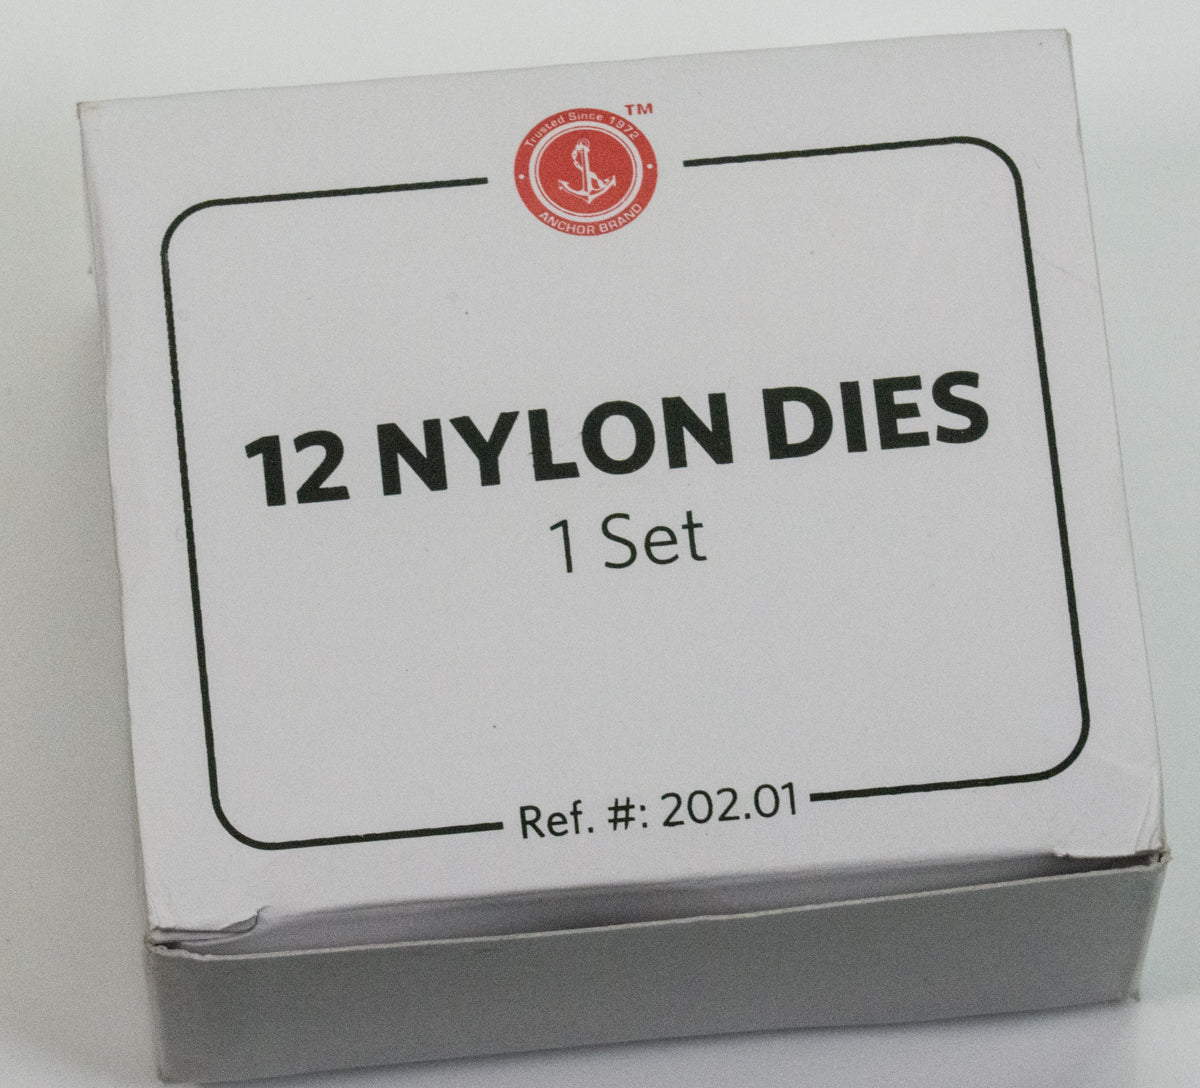 TM
Trusted Since 1972
ANCHOR BRAND
12 NYLON DIES
1 Set
Ref. #: 202.01